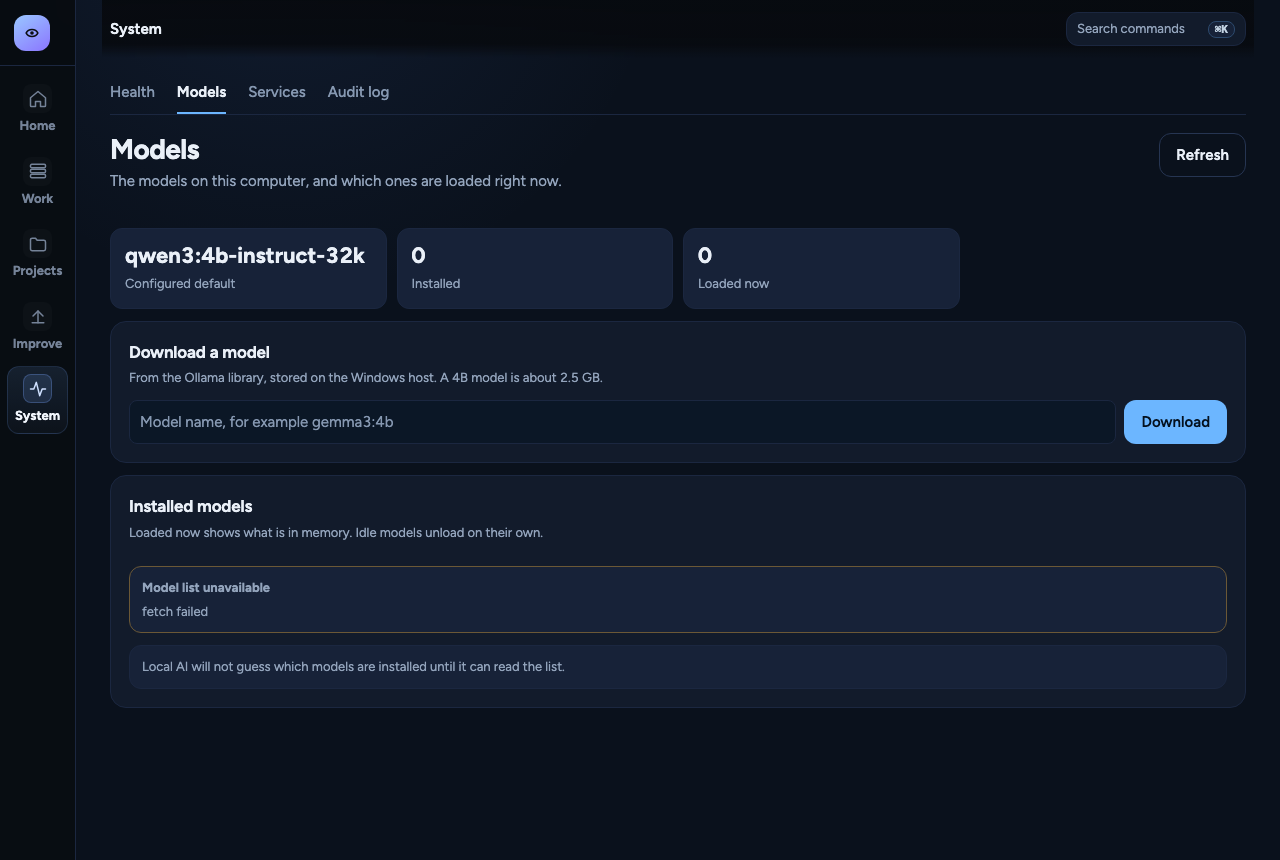 System
Search commands ⌘K
Home
Work
Projects
Improve
System
Health Models Services Audit log
Models
Refresh
The models on this computer, and which ones are loaded right now.
qwen3:4b-instruct-32k
Configured default
0
Installed
0
Loaded now
Download a model
From the Ollama library, stored on the Windows host. A 4B model is about 2.5 GB.
Model name, for example gemma3:4b
Download
Installed models
Loaded now shows what is in memory. Idle models unload on their own.
Model list unavailable
fetch failed
Local AI will not guess which models are installed until it can read the list.